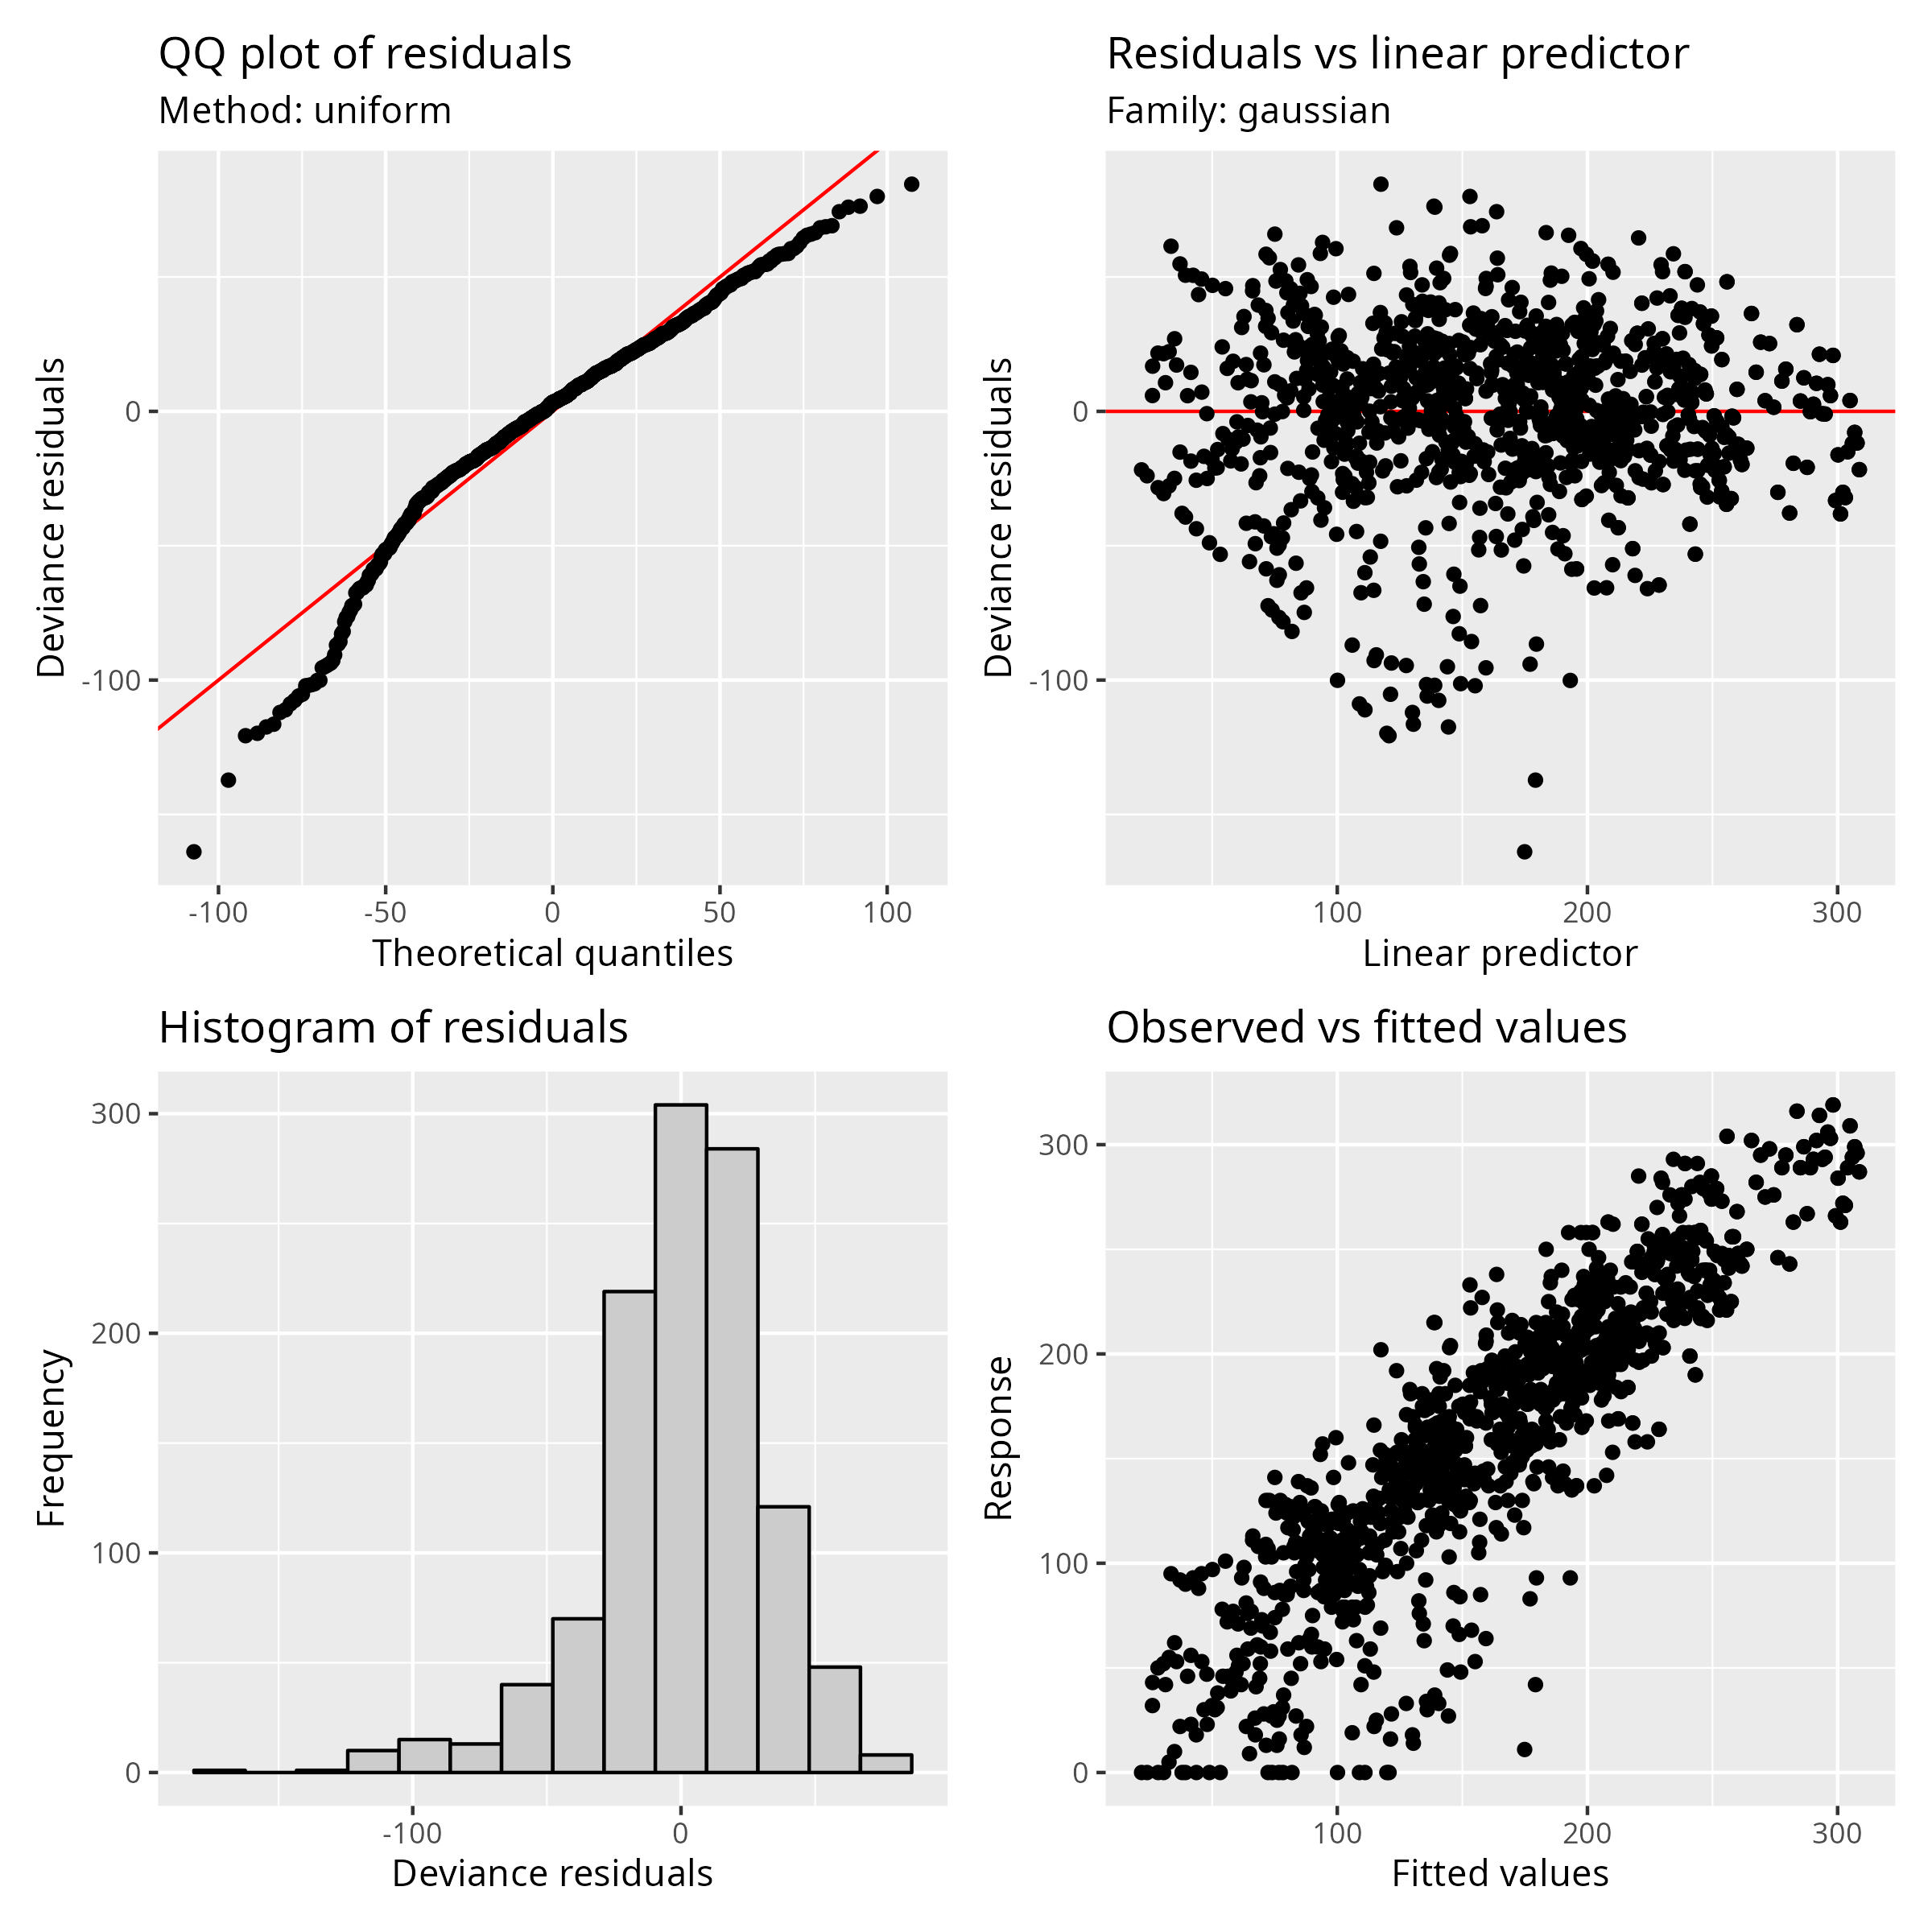 QQ plot of residuals
Method: uniform
0
-100
-100
-50
0
50
100
Deviance residuals
Theoretical quantiles
Residuals vs linear predictor
Family: gaussian
0
-100
100
200
300
Deviance residuals
Linear predictor
Histogram of residuals
300
200
100
0
-100
0
Frequency
Deviance residuals
Observed vs fitted values
300
200
100
0
100
200
300
Response
Fitted values